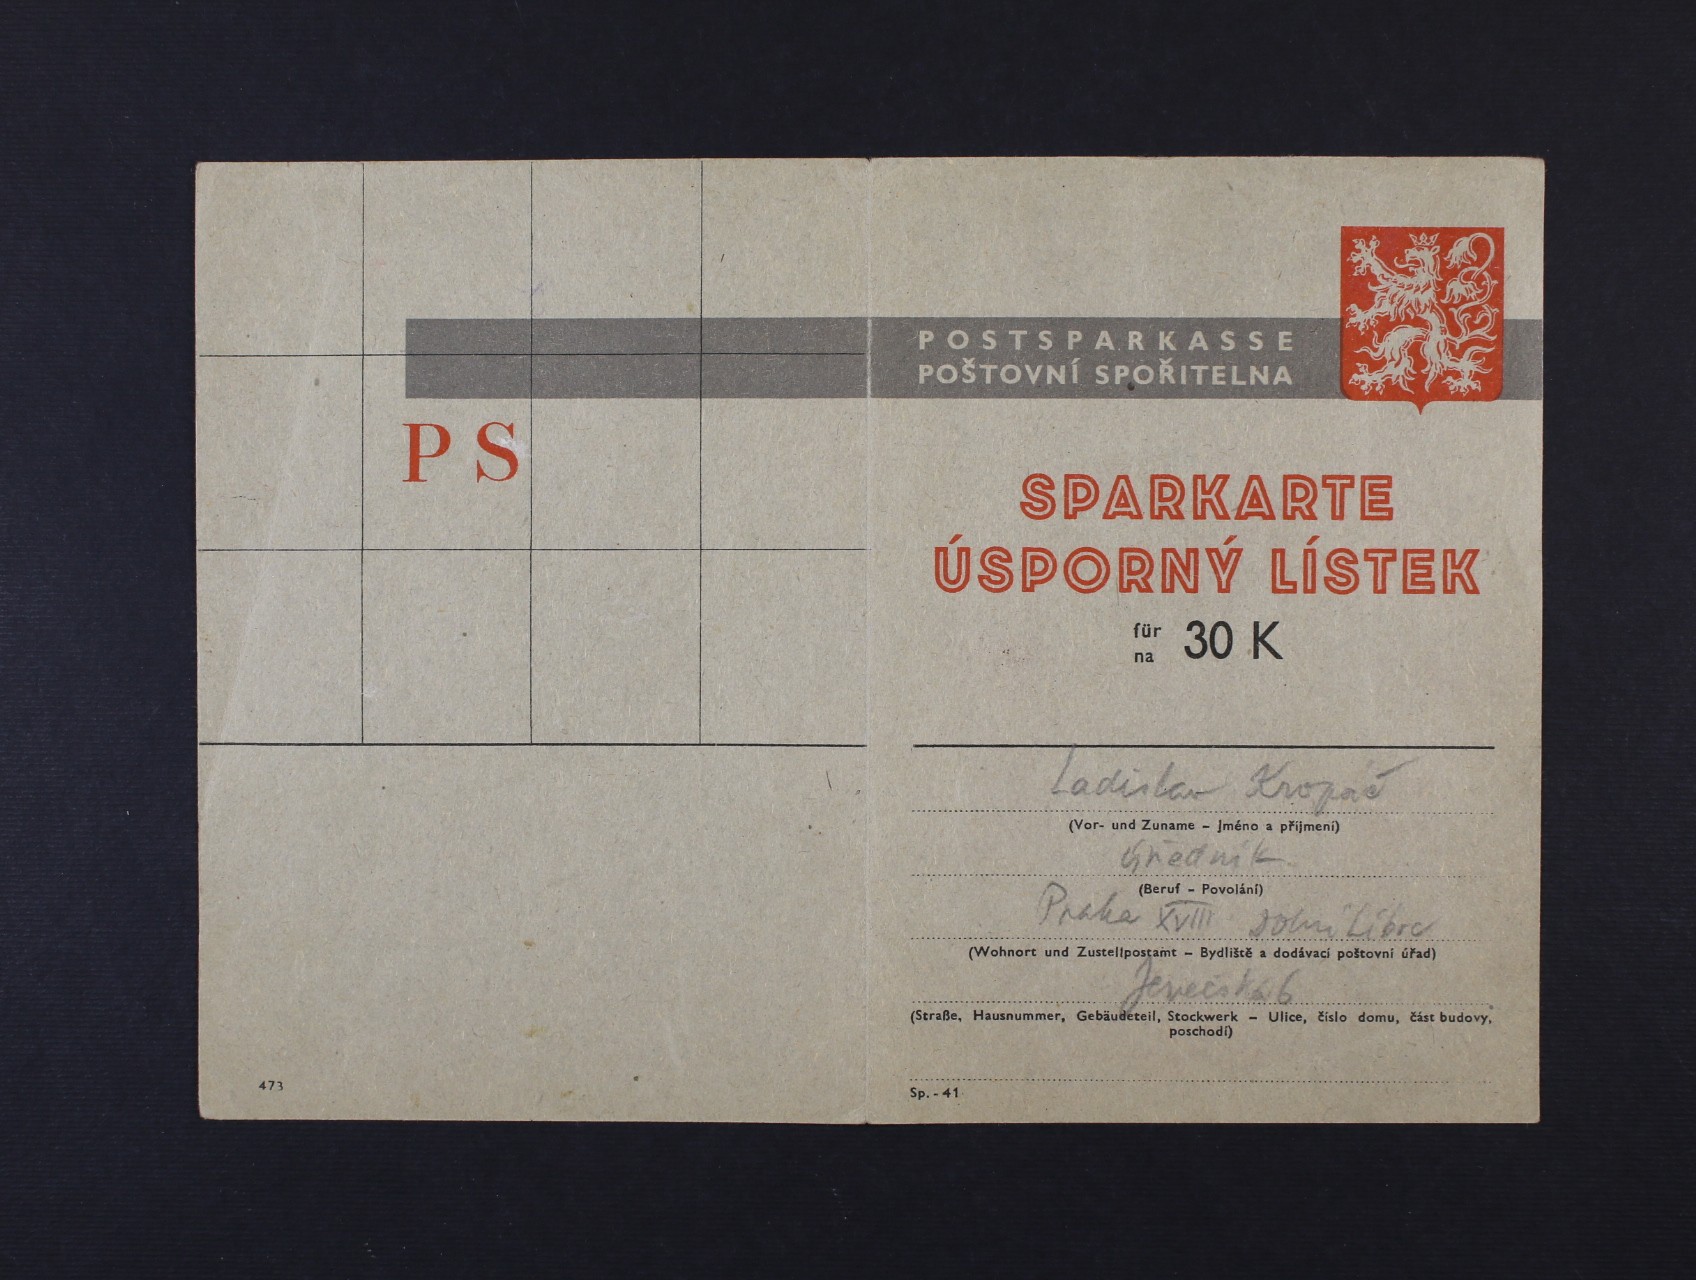 POSTSPARKASSE
POŠTOVNÍ SPOŘITELNA
P S
SPARKARTE
ÚSPORNÝ LÍSTEK
für
na 30 K
Ladislav Kropáč
(Vor- und Zuname – Jméno a příjmení)
úředník
(Beruf – Povolání)
Praha XVIII Dolní Liboc
(Wohnort und Zustellpostamt – Bydliště a dodávací poštovní úřad)
6
(Straße, Hausnummer, Gebäudeteil, Stockwerk – Ulice, číslo domu, část budovy,
poschodí)
473
Sp. - 41